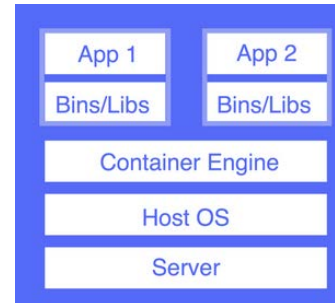 App 1 App 2
Bins/Libs Bins/Libs
Container Engine
Host OS
Server